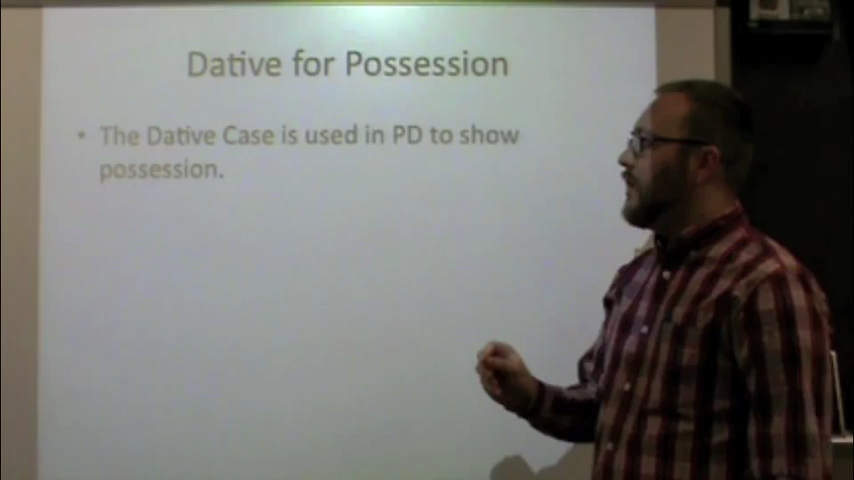 Dative for Possession
• The Dative Case is used in PD to show
possession.